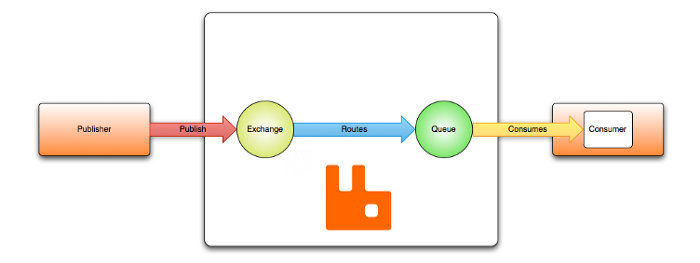 Publisher
Publish
Exchange
Routes
Queue
Consumes
Consumer